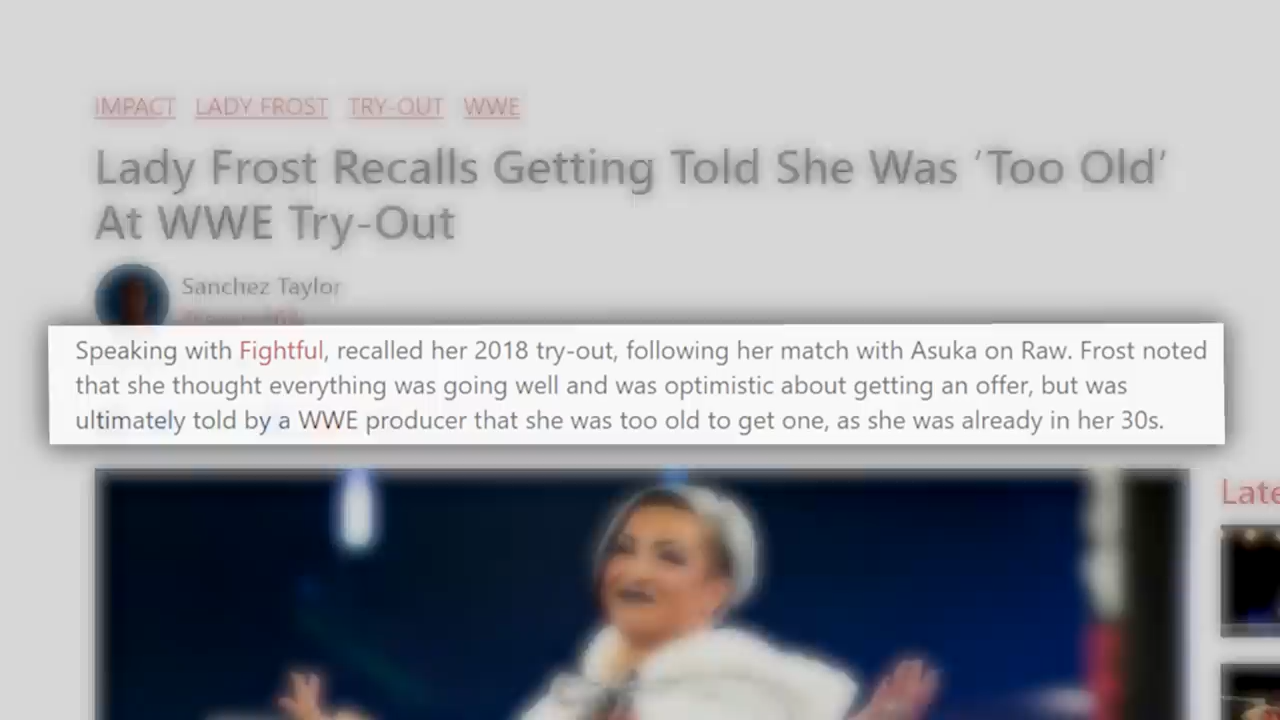 IMPACT LADY FROST TRY-OUT WWE
Lady Frost Recalls Getting Told She Was ‘Too Old’
At WWE Try-Out
Sanchez Taylor
Speaking with Fightful, recalled her 2018 try-out, following her match with Asuka on Raw. Frost noted
that she thought everything was going well and was optimistic about getting an offer, but was
ultimately told by a WWE producer that she was too old to get one, as she was already in her 30s.